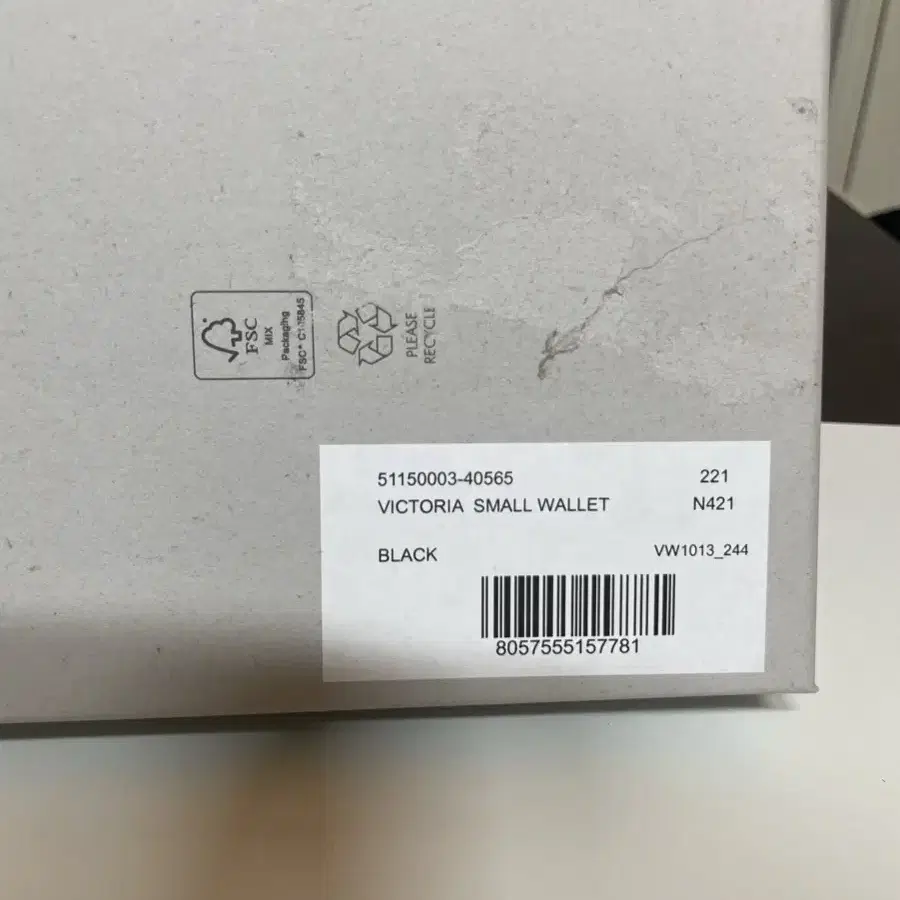 FSC
MIX
Packaging
PLEASE
RECYCLE
51150003-40565 221
VICTORIA SMALL WALLET N421
BLACK VW1013_244
8057555157781